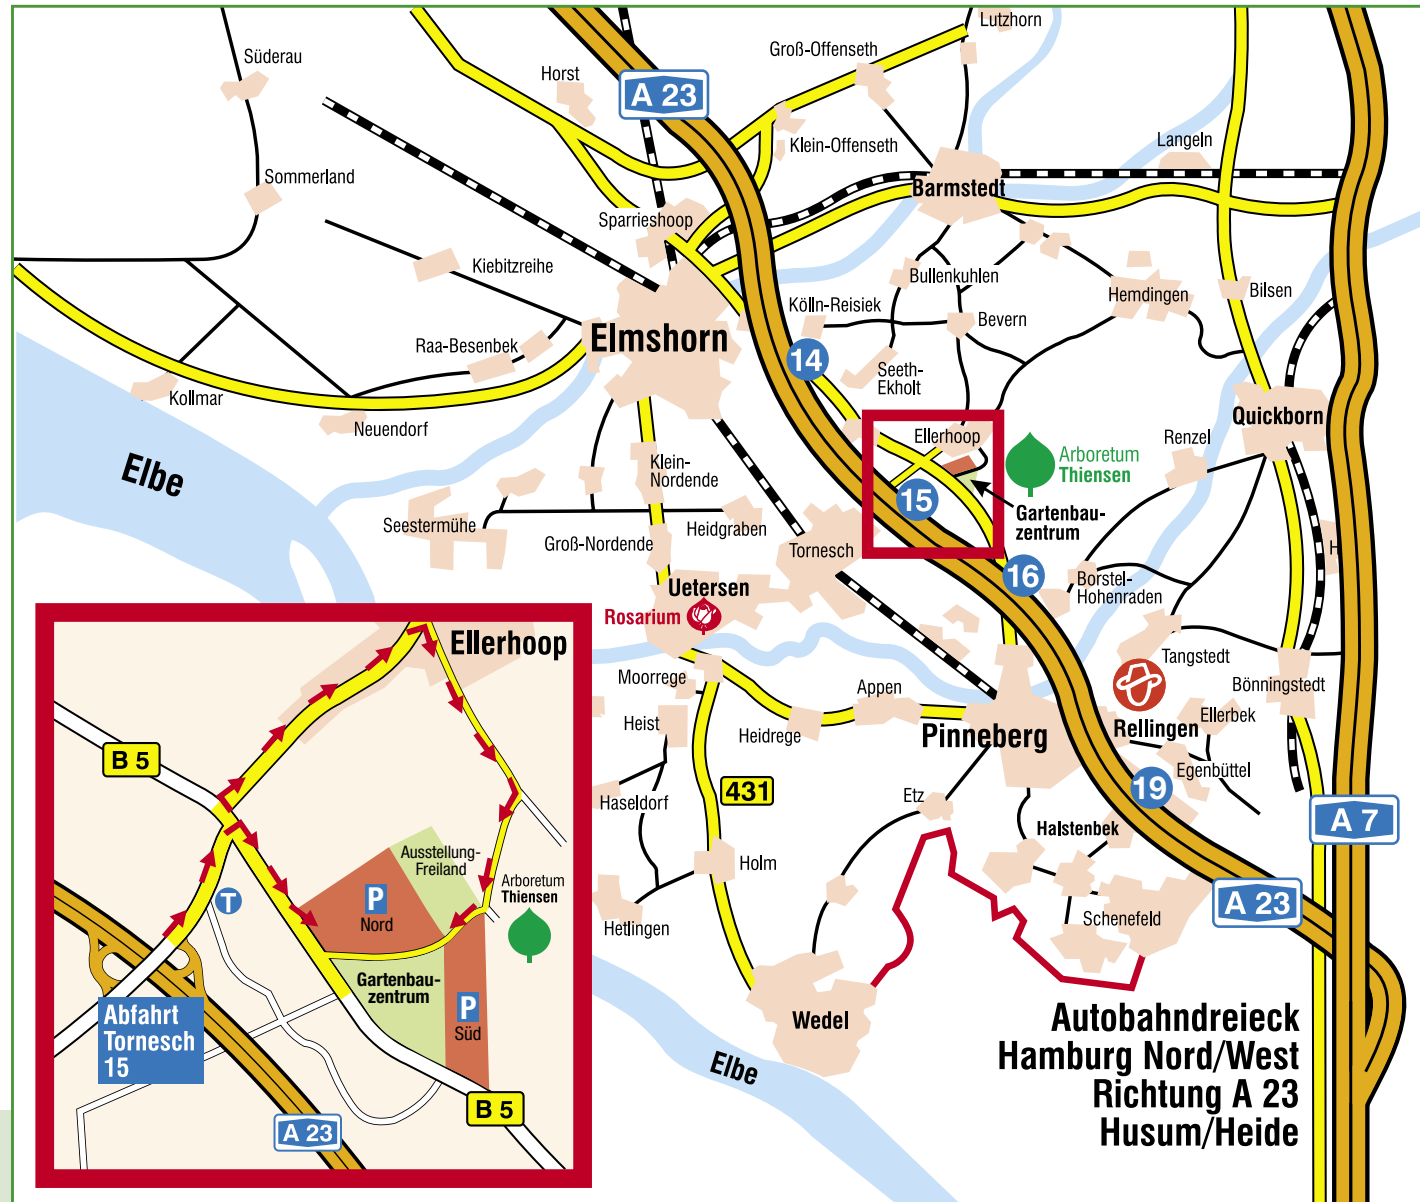 Lutzhorn
Süderau
Horst
Groß-Offenseth
A 23
Klein-Offenseth
Langeln
Sommerland
Barmstedt
Sparrieshoop
Kiebitzreihe
Bullenkuhlen
Hemdingen
Bilsen
Kölln-Reisiek
Bevern
Elmshorn
Raa-Besenbek
14
Seeth-
Ekholt
Kollmar
Neuendorf
Quickborn
Ellerhoop
Renzel
Arboretum
Thiensen
Elbe
Klein-
Nordende
15
Gartenbau-
zentrum
Seestermühe
Heidgraben
Groß-Nordende
Tornesch
H
16
Borstel-
Hohenraden
Uetersen
Rosarium
Tangstedt
Moorrege
Appen
Bönningstedt
Ellerbek
Heist
Heidrege
Pinneberg
Rellingen
Egenbüttel
431
19
Haseldorf
Etz
Halstenbek
A 7
Holm
A 23
Hetlingen
Schenefeld
Wedel
Elbe
Autobahndreieck
Hamburg Nord/West
Richtung A 23
Husum/Heide
Ellerhoop
B 5
Ausstellung-
Freiland
Arboretum
Thiensen
T
P
Nord
Gartenbau-
zentrum
P
Süd
Abfahrt
Tornesch
15
B 5
A 23